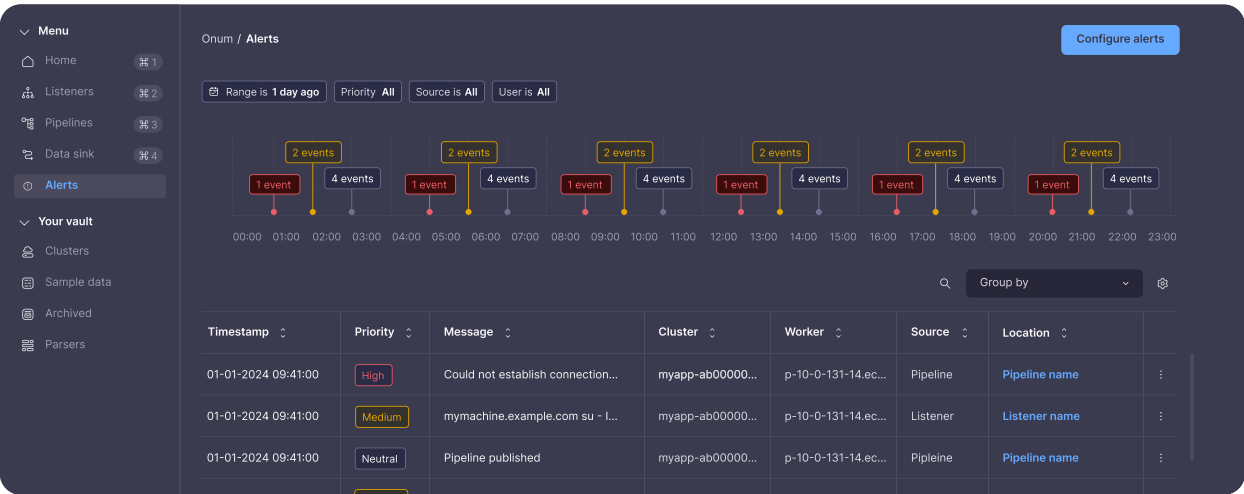 Menu
Home ⌘ 1
Listeners ⌘ 2
Pipelines ⌘ 3
Data sink ⌘ 4
Alerts
Your vault
Clusters
Sample data
Archived
Parsers
Onum / Alerts
Configure alerts
Range is 1 day ago Priority All Source is All User is All
2 events 2 events 2 events 2 events 2 events 2 events
1 event 4 events 1 event 4 events 1 event 4 events 1 event 4 events 1 event 4 events 1 event 4 events
00:00 01:00 02:00 03:00 04:00 05:00 06:00 07:00 08:00 09:00 10:00 11:00 12:00 13:00 14:00 15:00 16:00 17:00 18:00 19:00 20:00 21:00 22:00 23:00
Group by
Timestamp Priority Message Cluster Worker Source Location
01-01-2024 09:41:00 High Could not establish connection... myapp-ab00000... p-10-0-131-14.ec... Pipeline Pipeline name
01-01-2024 09:41:00 Medium mymachine.example.com su - l... myapp-ab00000... p-10-0-131-14.ec... Listener Listener name
01-01-2024 09:41:00 Neutral Pipeline published myapp-ab00000... p-10-0-131-14.ec... Pipleine Pipeline name